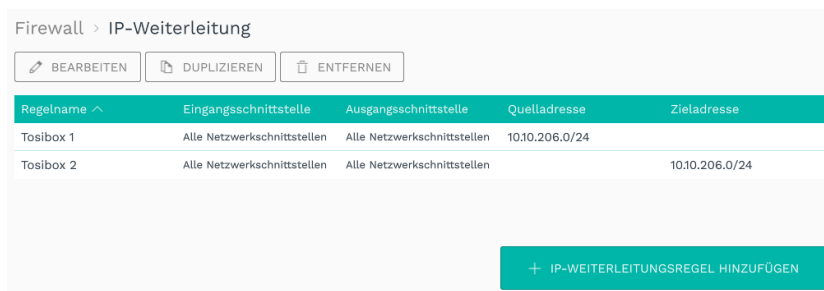 Firewall > IP-Weiterleitung
BEARBEITEN DUPLIZIEREN ENTFERNEN
Regelname Eingangsschnittstelle Ausgangsschnittstelle Quelladresse Zieladresse
Tosibox 1 Alle Netzwerkschnittstellen Alle Netzwerkschnittstellen 10.10.206.0/24
Tosibox 2 Alle Netzwerkschnittstellen Alle Netzwerkschnittstellen 10.10.206.0/24
+ IP-WEITERLEITUNGSREGEL HINZUFÜGEN